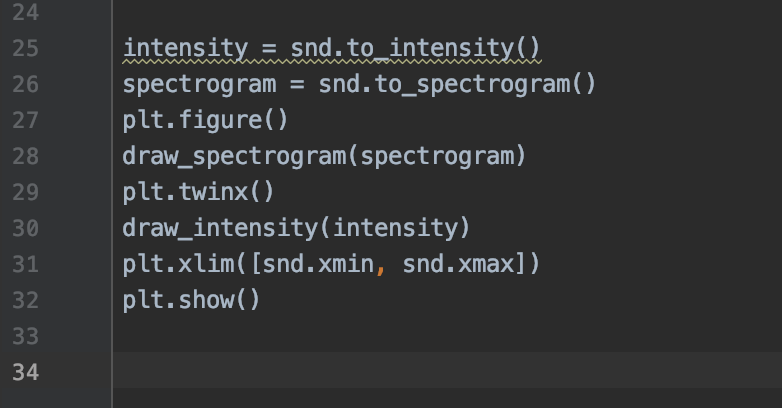 24
25 intensity = snd.to_intensity()
26 spectrogram = snd.to_spectrogram()
27 plt.figure()
28 draw_spectrogram(spectrogram)
29 plt.twinx()
30 draw_intensity(intensity)
31 plt.xlim([snd.xmin, snd.xmax])
32 plt.show()
33
34